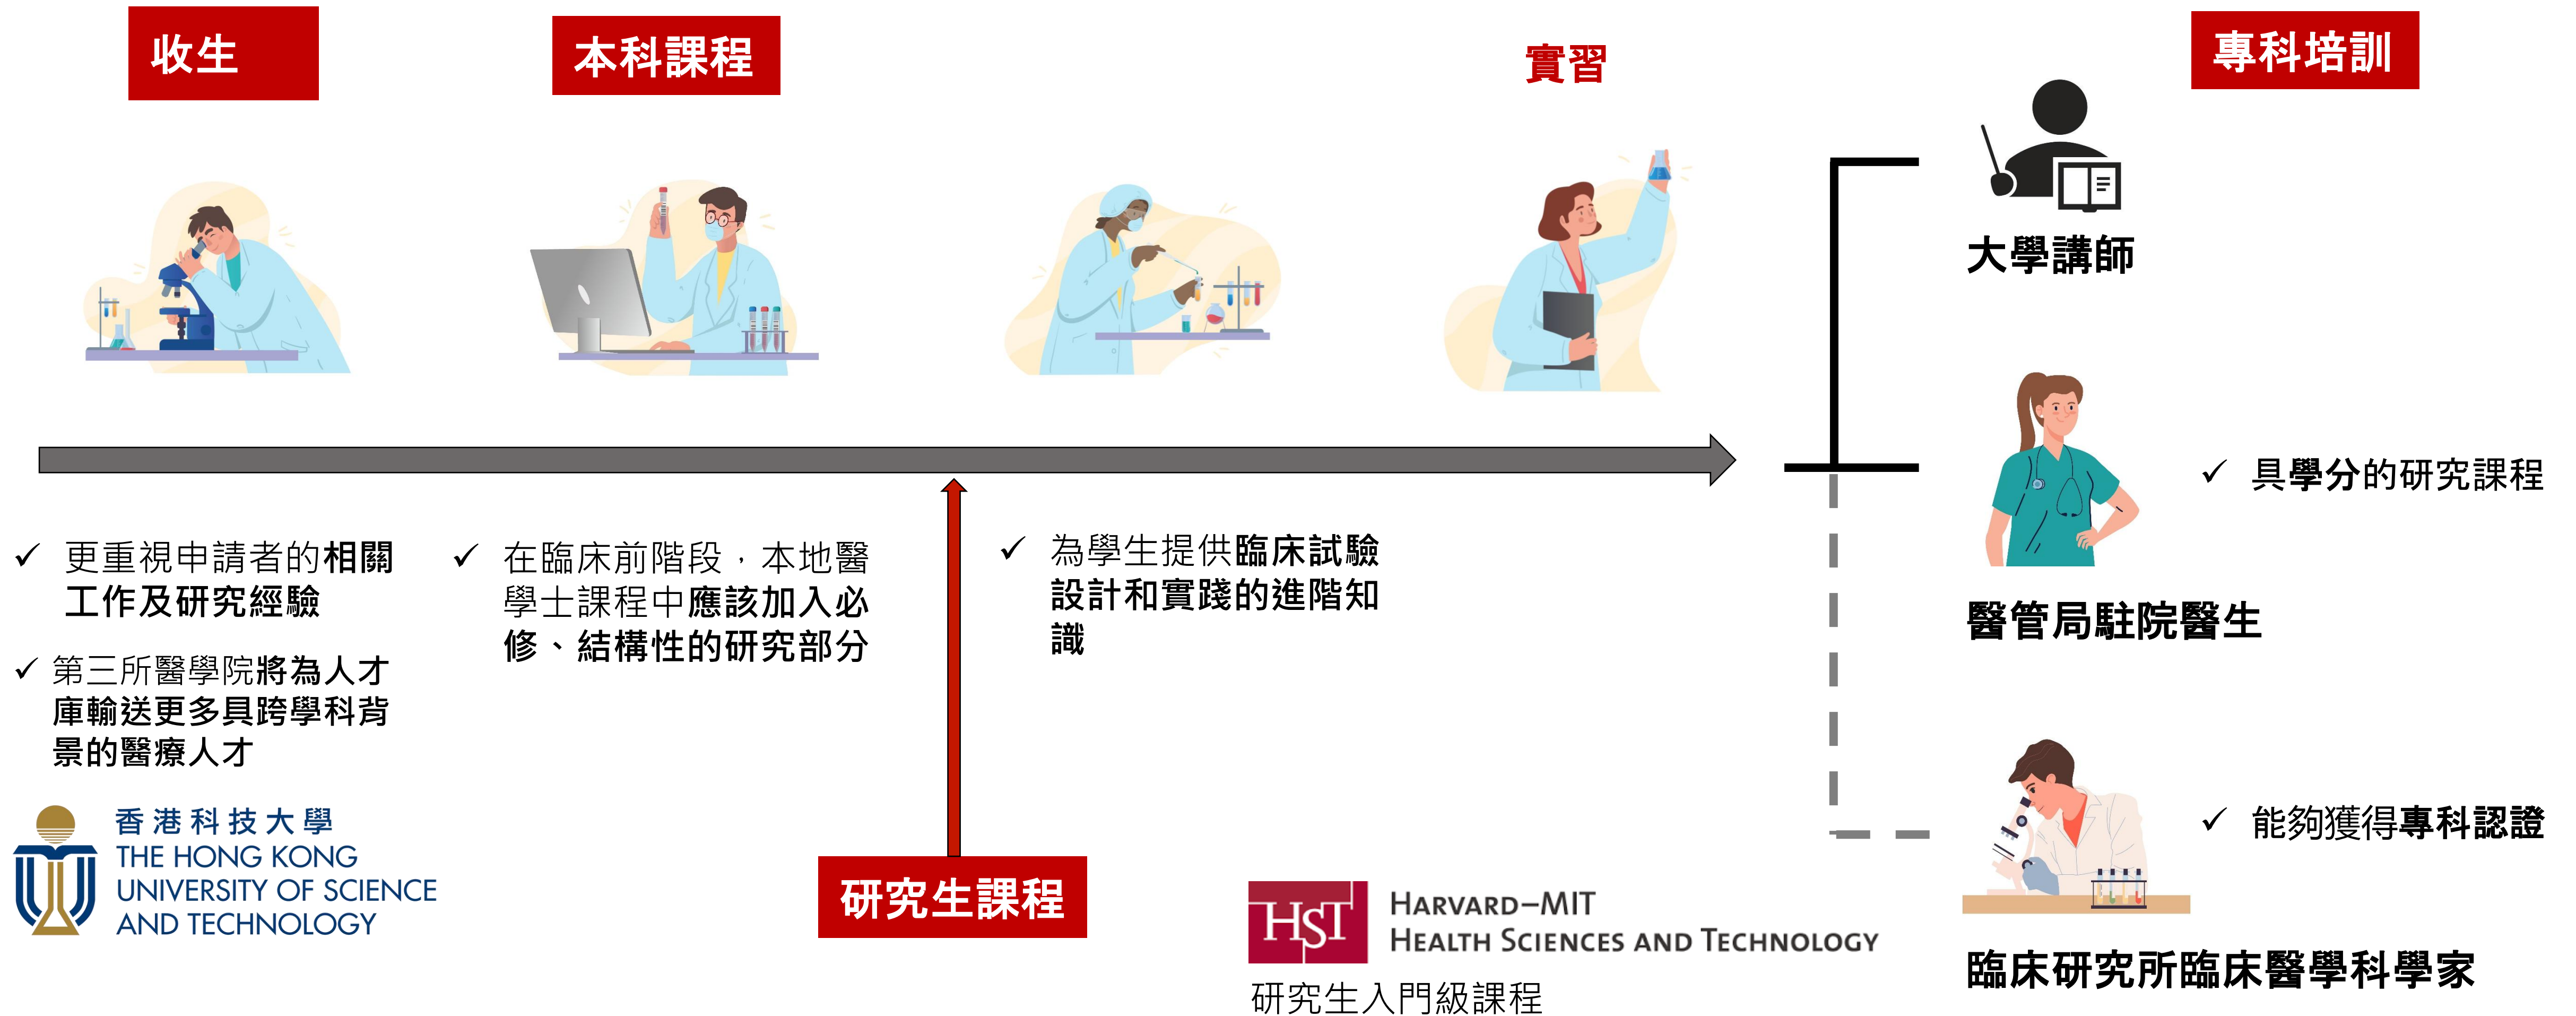 收生
本科課程
實習
專科培訓
大學講師
✓ 具學分的研究課程
醫管局駐院醫生
✓ 更重視申請者的相關
工作及研究經驗
✓ 第三所醫學院將為人才
庫輸送更多具跨學科背
景的醫療人才
✓ 在臨床前階段，本地醫
學士課程中應該加入必
修、結構性的研究部分
✓ 為學生提供臨床試驗
設計和實踐的進階知
識
香港科技大學
THE HONG KONG
UNIVERSITY OF SCIENCE
AND TECHNOLOGY
研究生課程
HST
HARVARD–MIT
HEALTH SCIENCES AND TECHNOLOGY
研究生入門級課程
✓ 能夠獲得專科認證
臨床研究所臨床醫學科學家